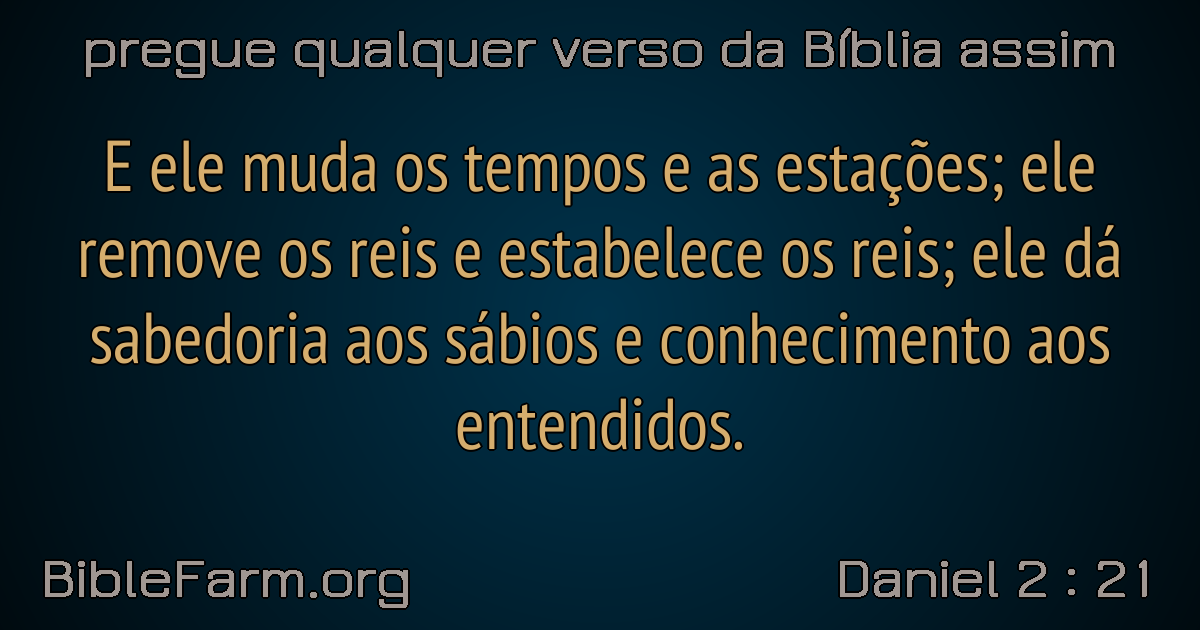 pregue qualquer verso da Bíblia assim
E ele muda os tempos e as estações; ele
remove os reis e estabelece os reis; ele dá
sabedoria aos sábios e conhecimento aos
entendidos.
BibleFarm.org
Daniel 2 : 21